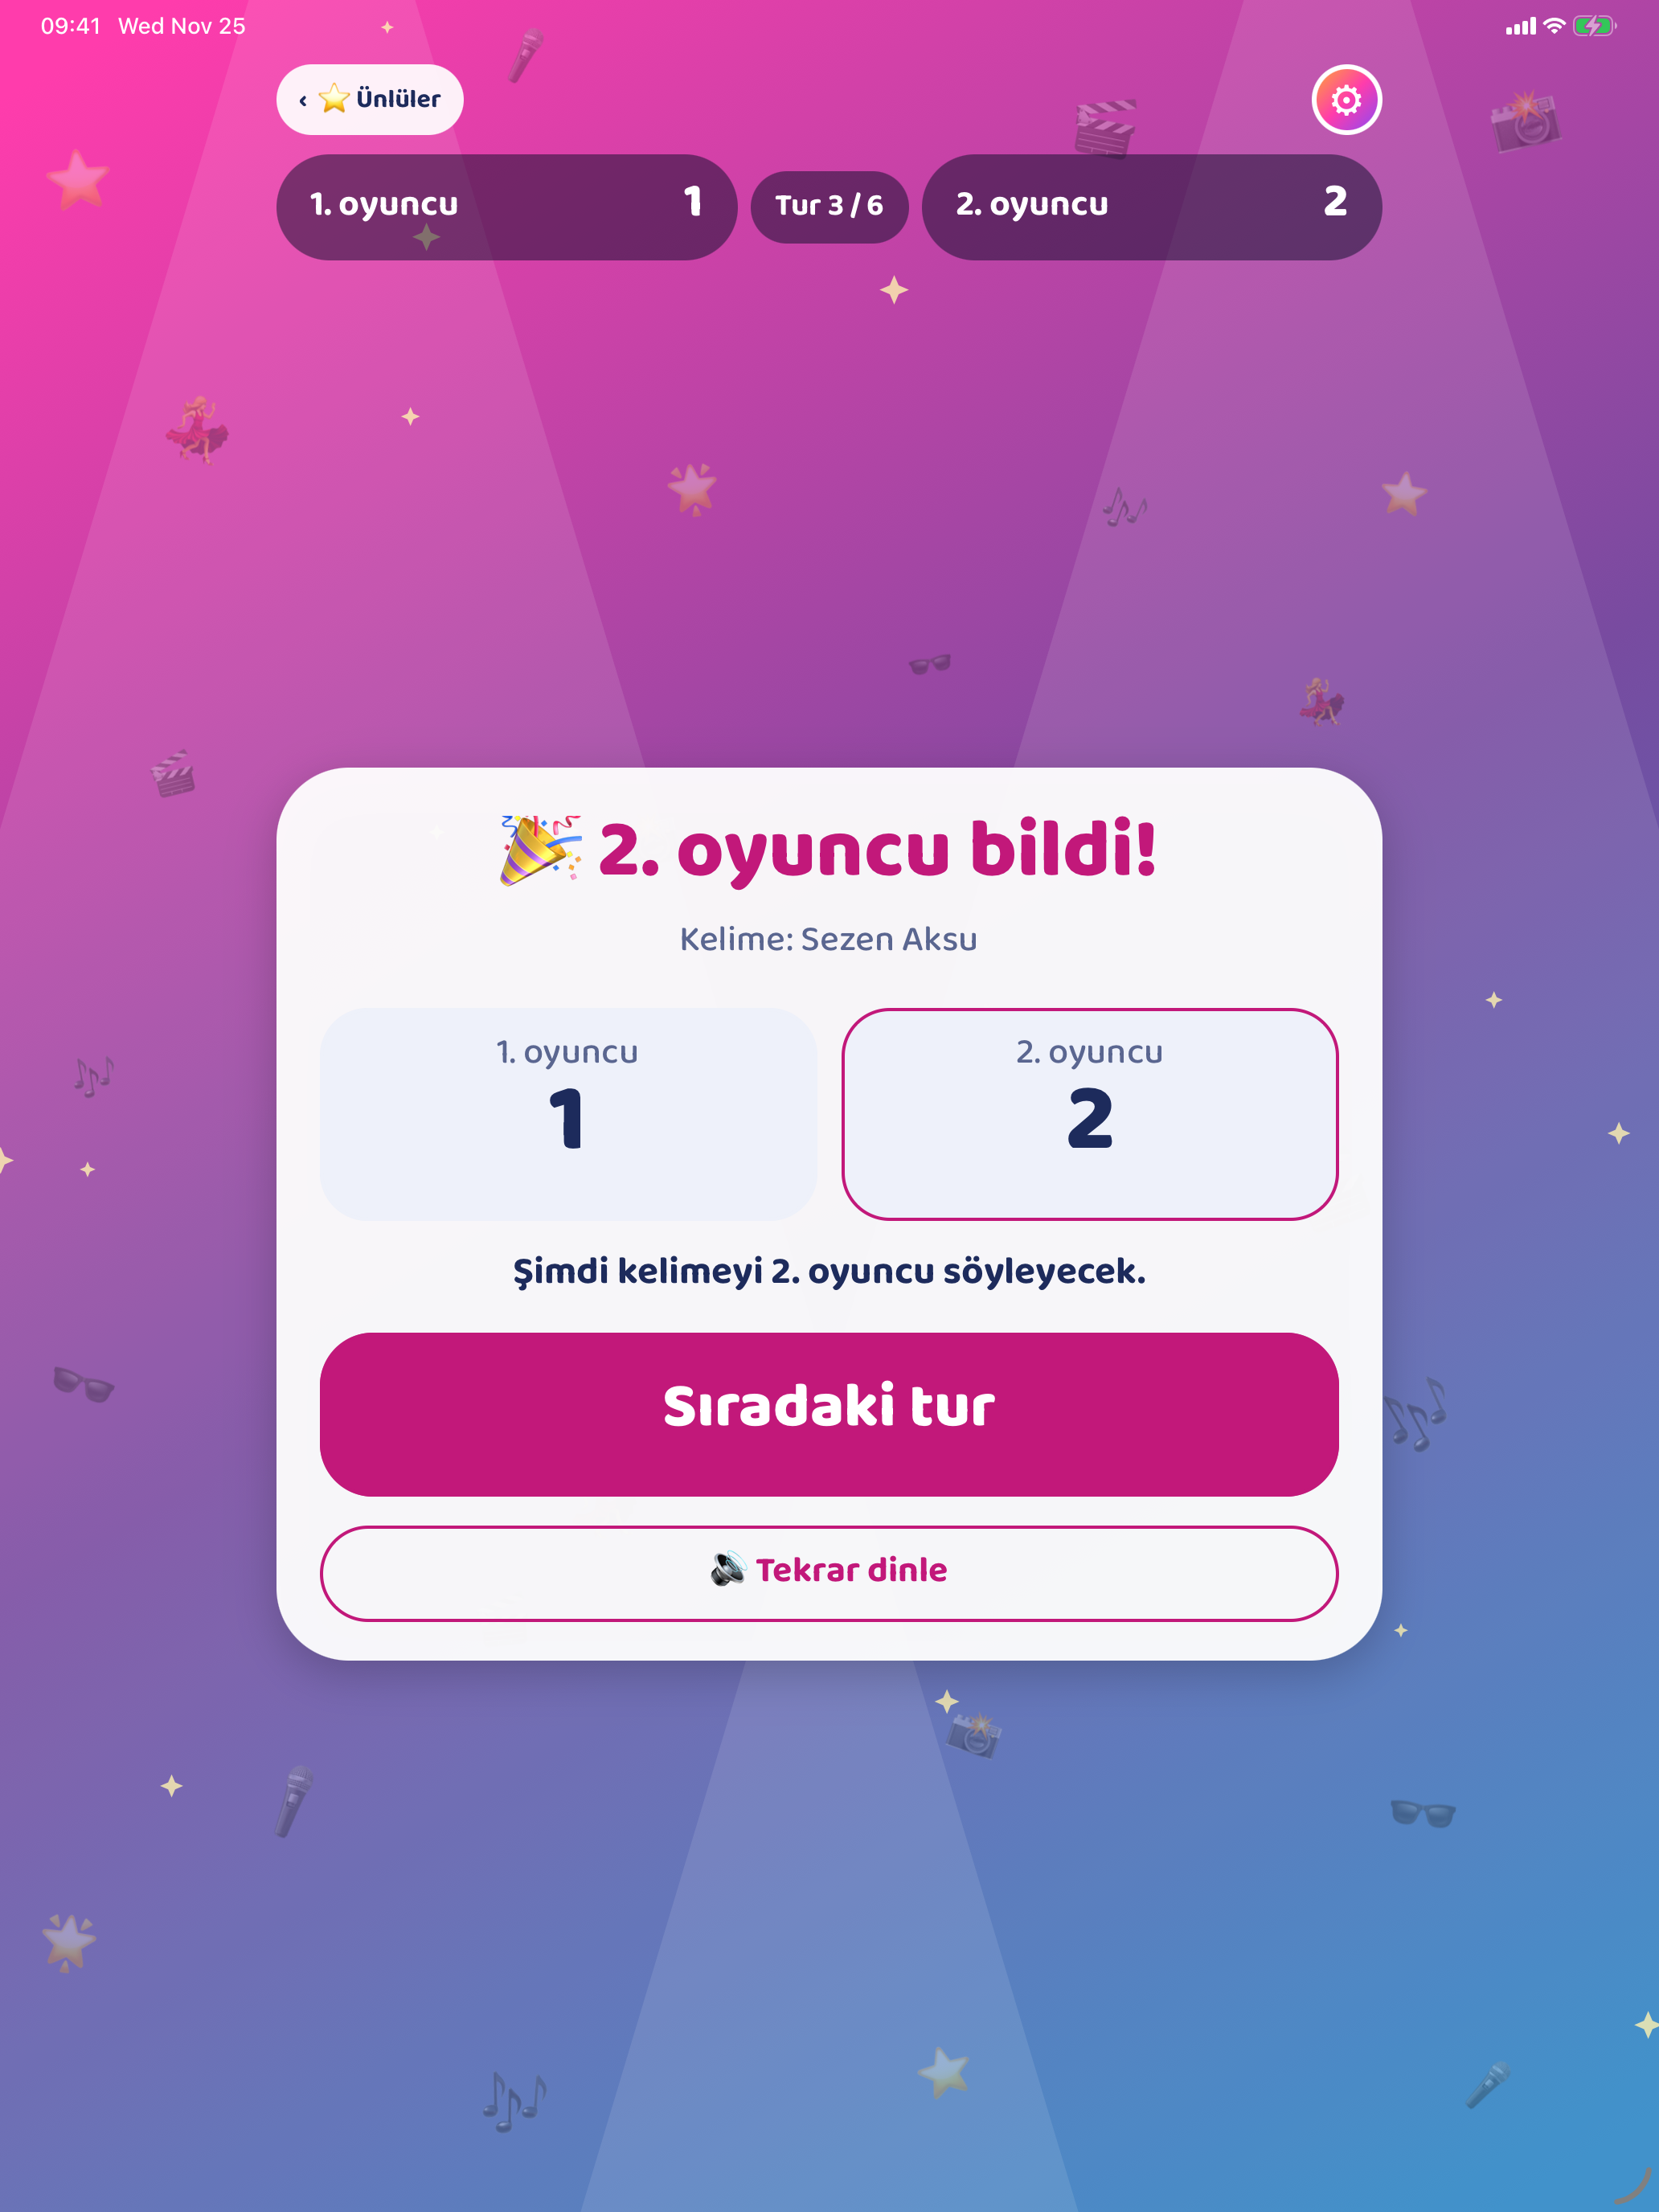 09:41 Wed Nov 25
‹ ⭐ Ünlüler
1. oyuncu 1
Tur 3 / 6
2. oyuncu 2
🎉 2. oyuncu bildi!
Kelime: Sezen Aksu
1. oyuncu
1
2. oyuncu
2
Şimdi kelimeyi 2. oyuncu söyleyecek.
Sıradaki tur
🔊 Tekrar dinle